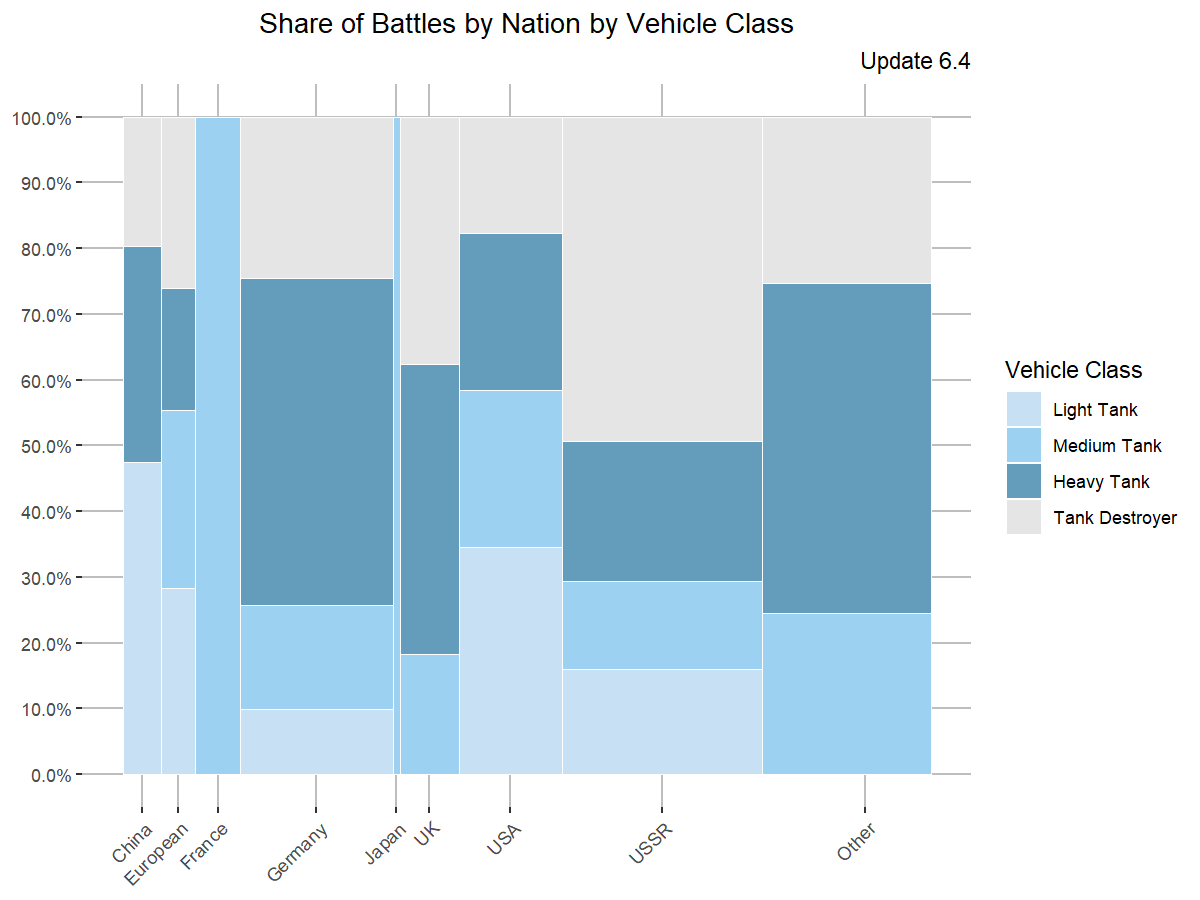 Share of Battles by Nation by Vehicle Class
Update 6.4
100.0%
90.0%
80.0%
70.0%
60.0%
50.0%
40.0%
30.0%
20.0%
10.0%
0.0%
China
European
France
Germany
Japan
UK
USA
USSR
Other
Vehicle Class
Light Tank
Medium Tank
Heavy Tank
Tank Destroyer